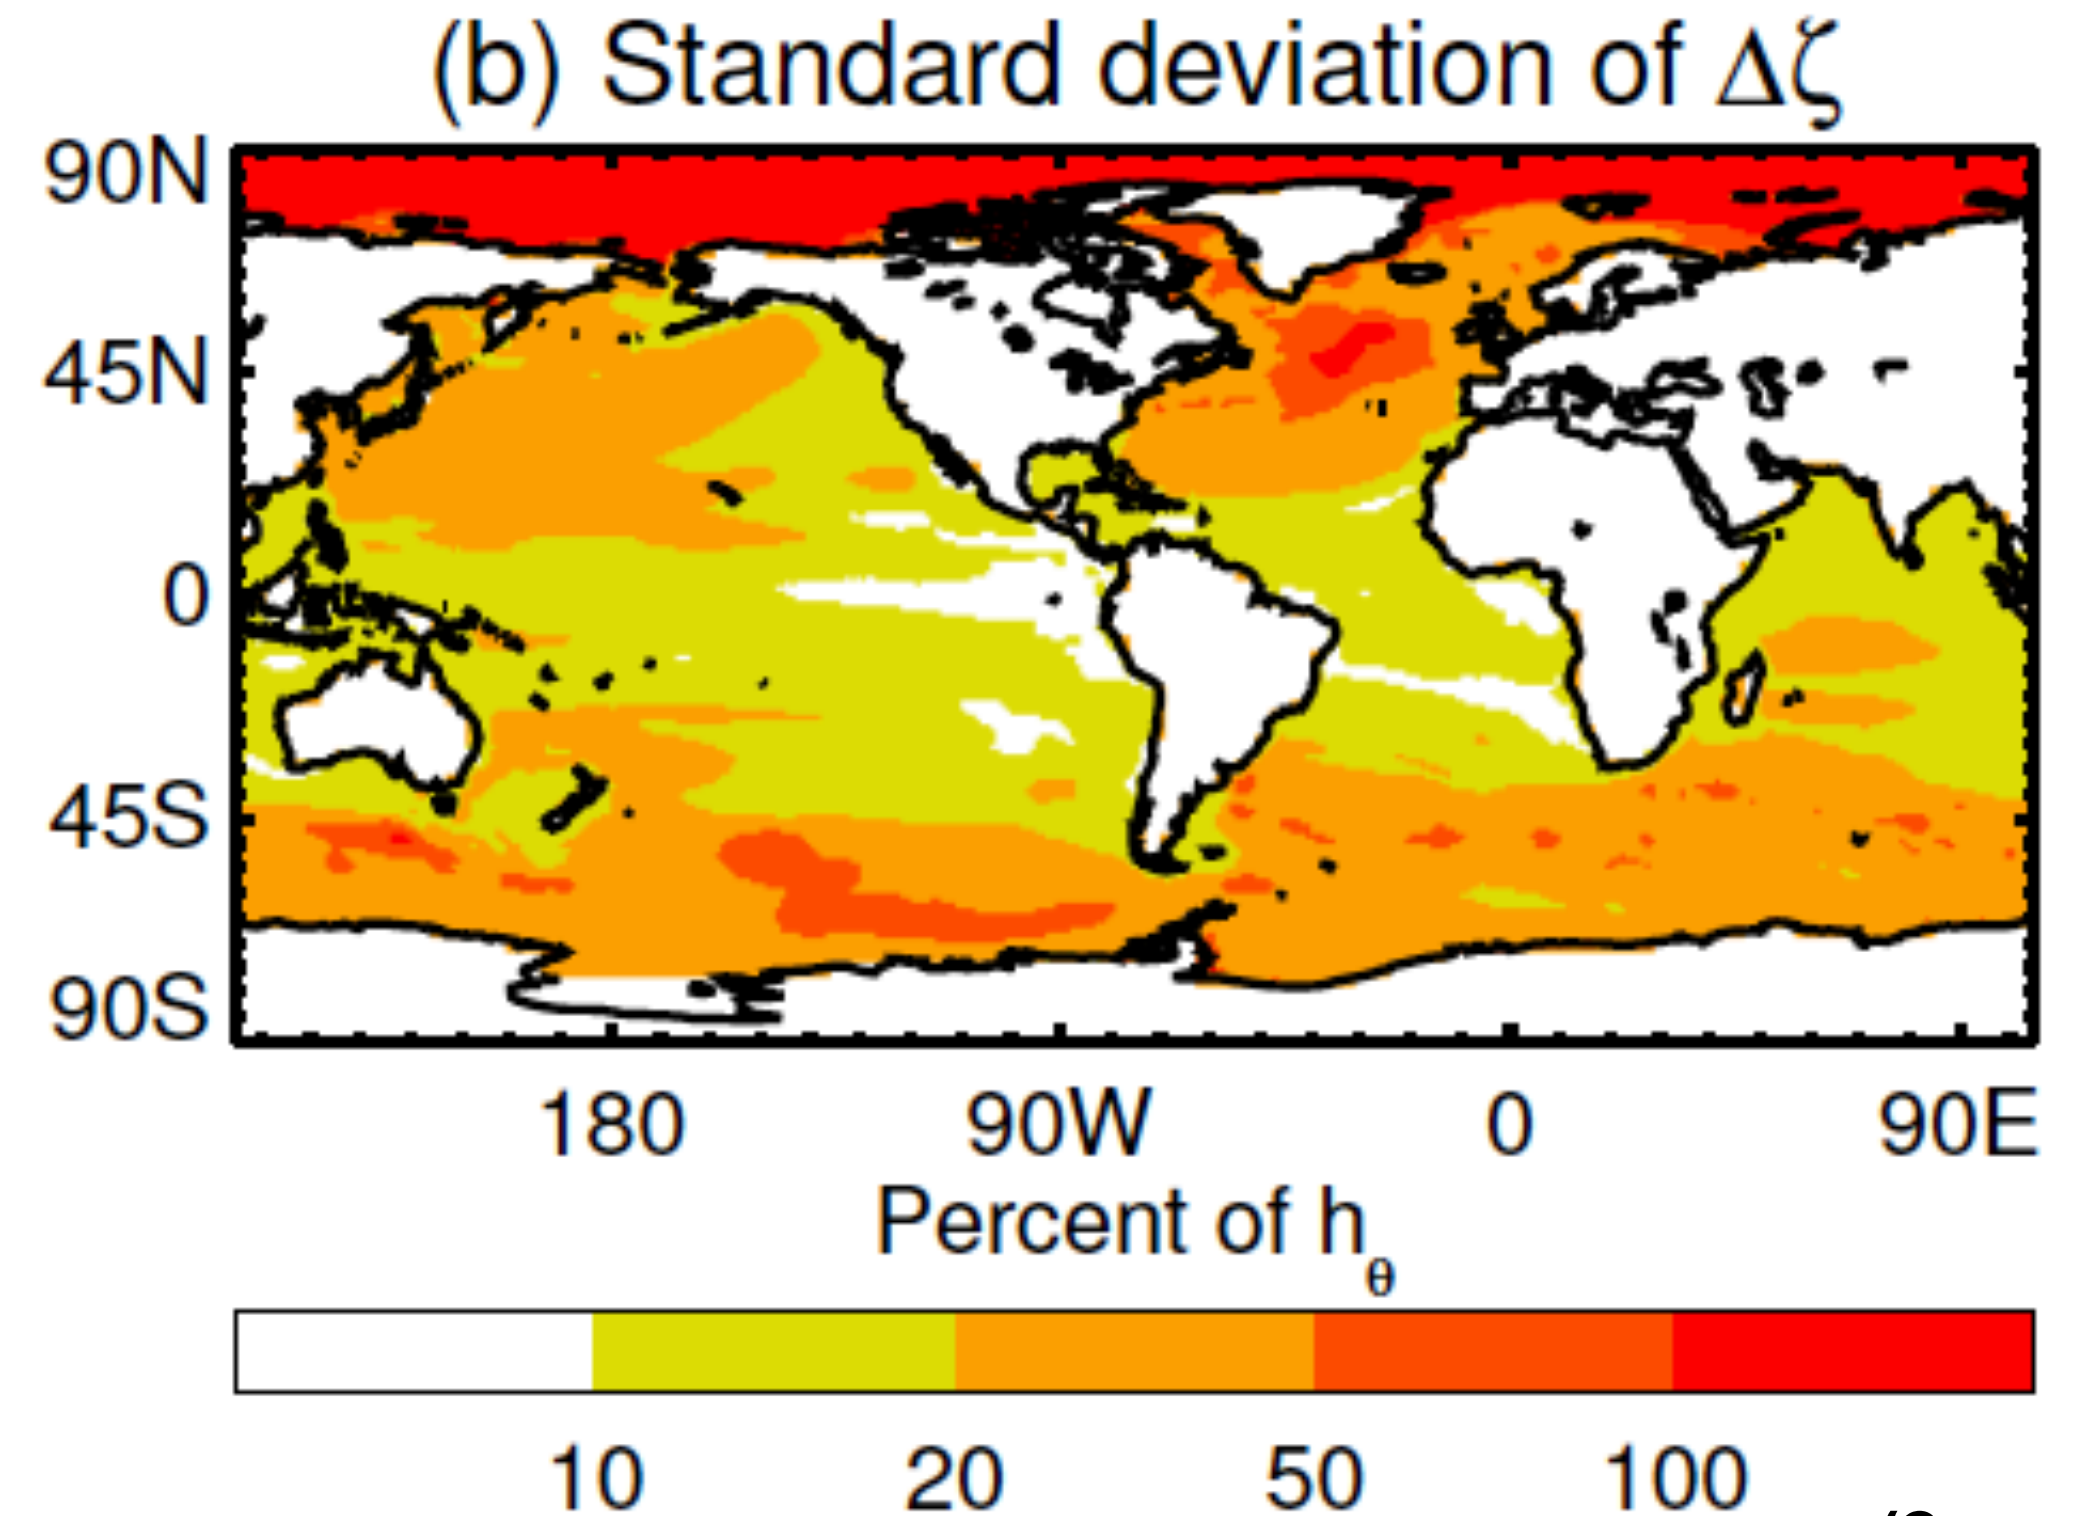 (b) Standard deviation of Δζ
90N
45N
0
45S
90S
180 90W 0 90E
Percent of hθ
10 20 50 100